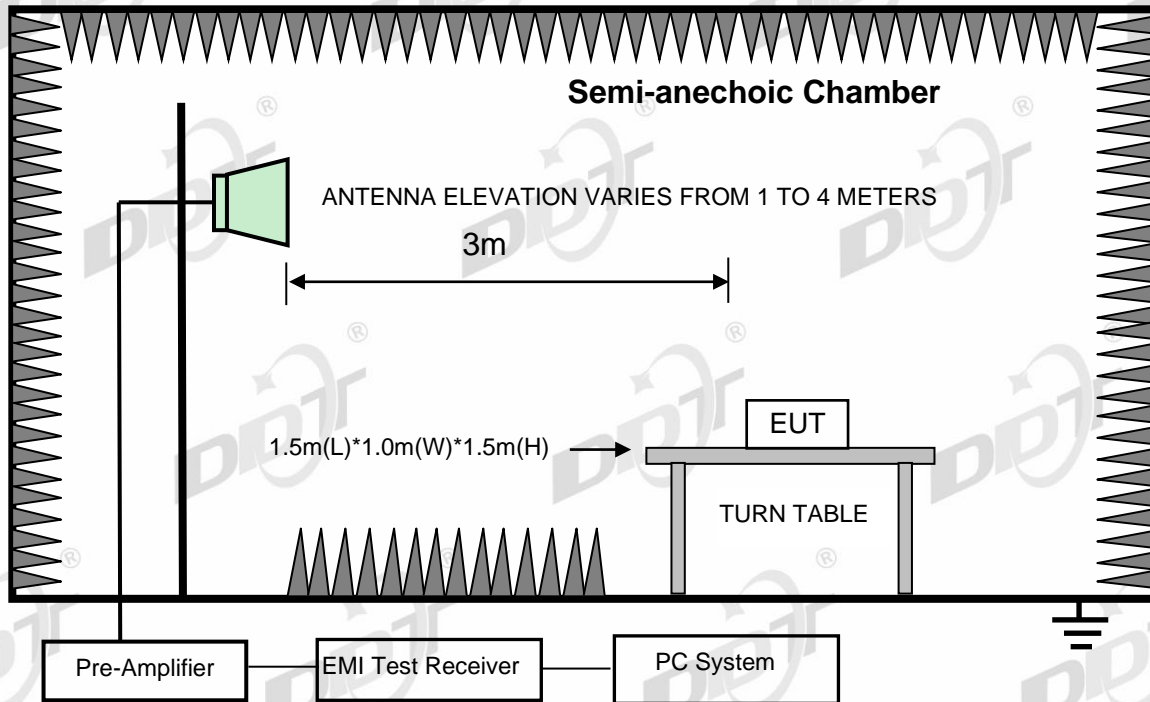 Semi-anechoic Chamber
ANTENNA ELEVATION VARIES FROM 1 TO 4 METERS
3m
EUT
1.5m(L)*1.0m(W)*1.5m(H)
TURN TABLE
Pre-Amplifier
EMI Test Receiver
PC System
DDT®